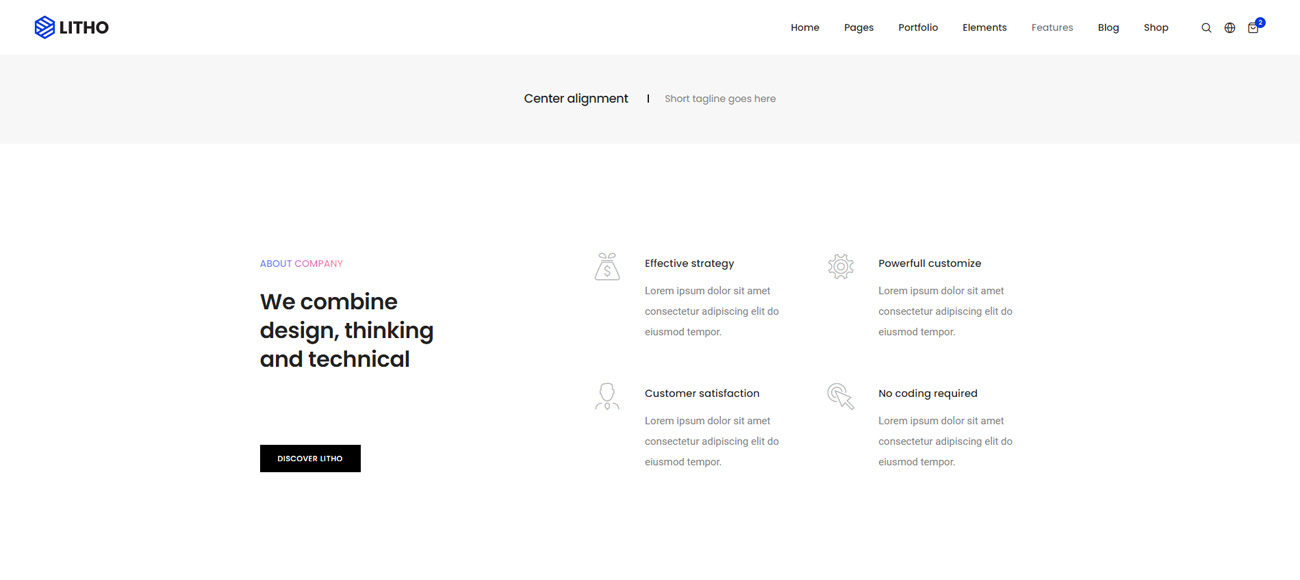 LITHO
Home Pages Portfolio Elements Features Blog Shop 2
Center alignment Short tagline goes here
ABOUT COMPANY
We combine
design, thinking
and technical
DISCOVER LITHO
$
Effective strategy
Lorem ipsum dolor sit amet
consectetur adipiscing elit do
eiusmod tempor.
Powerfull customize
Lorem ipsum dolor sit amet
consectetur adipiscing elit do
eiusmod tempor.
Customer satisfaction
Lorem ipsum dolor sit amet
consectetur adipiscing elit do
eiusmod tempor.
No coding required
Lorem ipsum dolor sit amet
consectetur adipiscing elit do
eiusmod tempor.